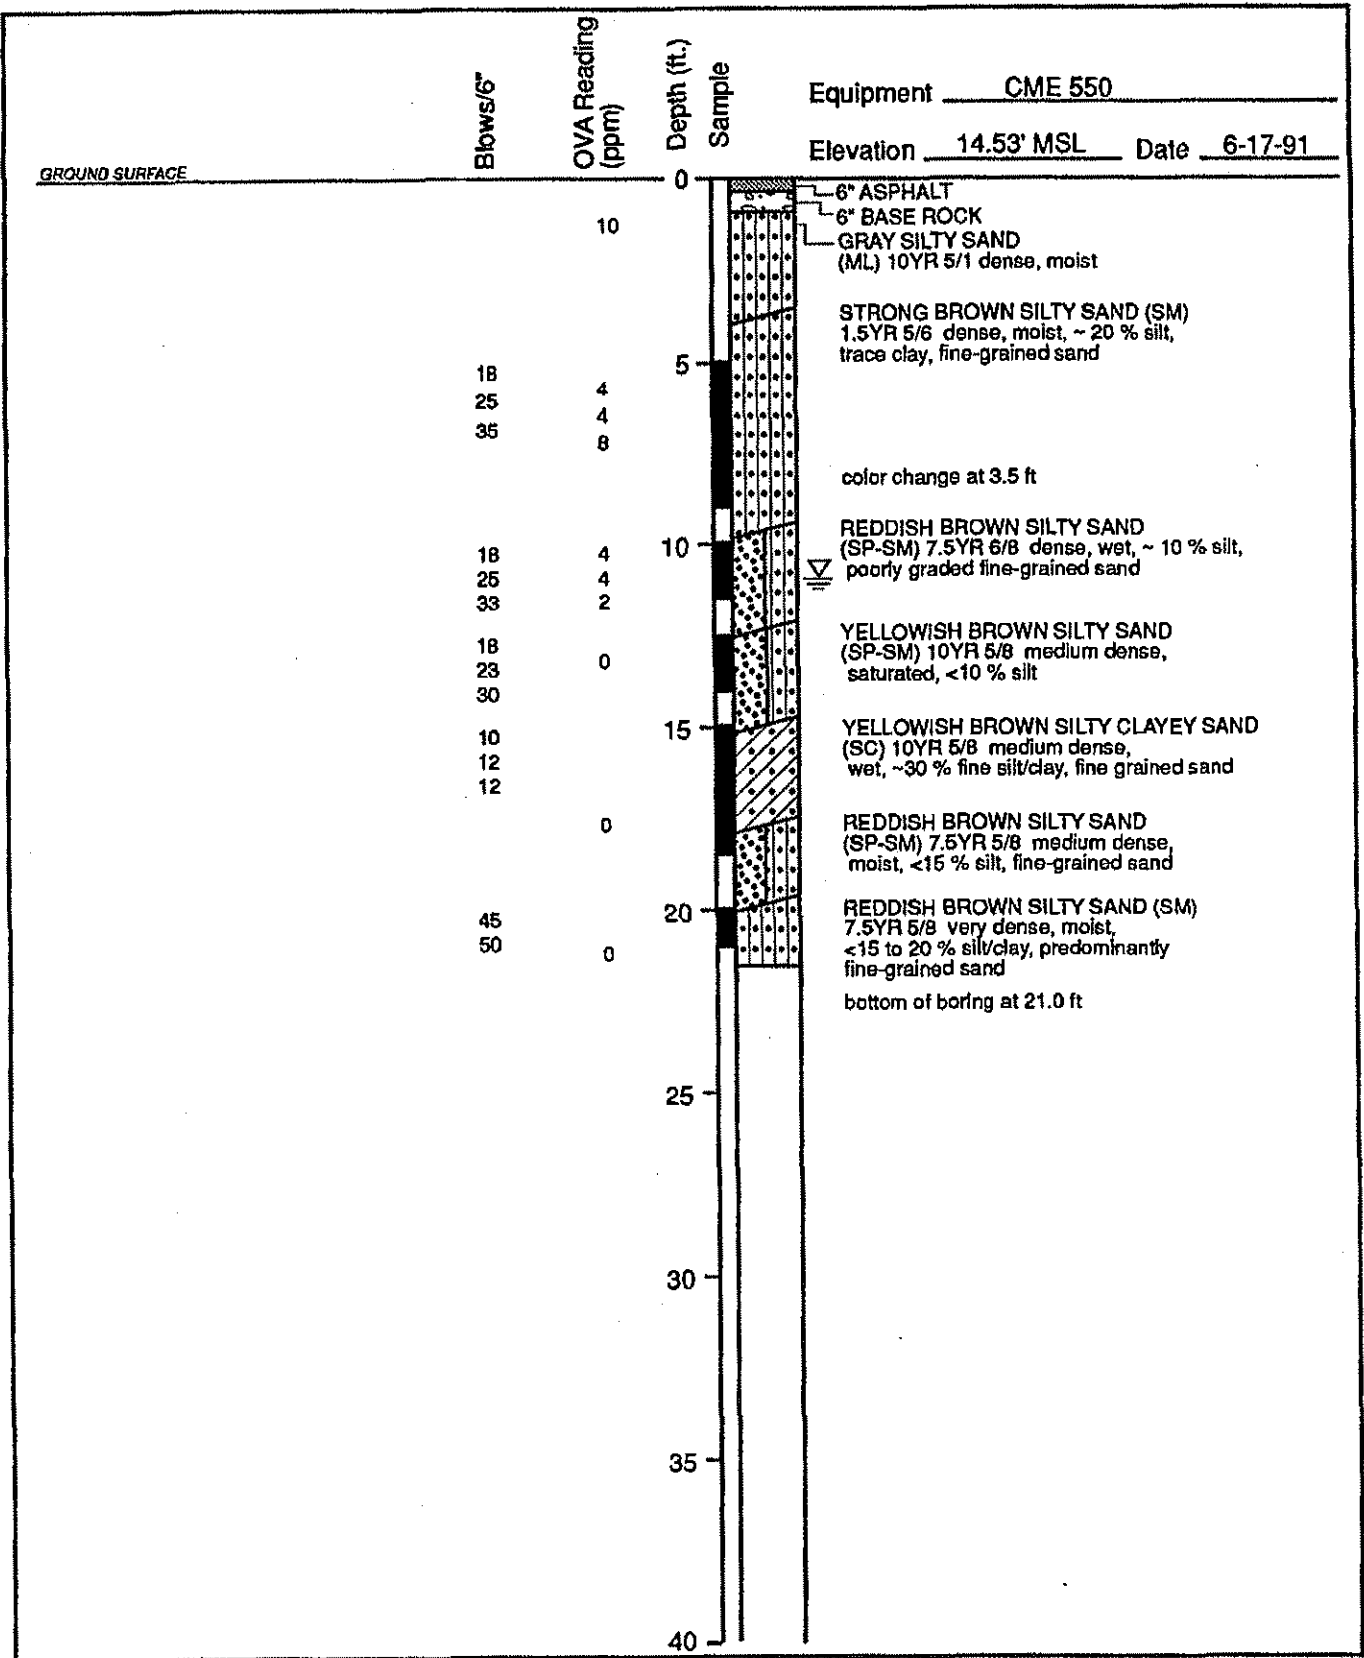 Blows/6"
OVA Reading
(ppm)
Depth (ft.)
Sample
Equipment CME 550
Elevation 14.53' MSL Date 6-17-91
GROUND SURFACE
0
6" ASPHALT
6" BASE ROCK
10
GRAY SILTY SAND
(ML) 10YR 5/1 dense, moist
STRONG BROWN SILTY SAND (SM)
1.5YR 5/6 dense, moist, ~ 20 % silt,
trace clay, fine-grained sand
5
18
4
25
4
35
8
color change at 3.5 ft
REDDISH BROWN SILTY SAND
(SP-SM) 7.5YR 6/8 dense, wet, ~ 10 % silt,
poorly graded fine-grained sand
10
18 4
25 4
33 2
YELLOWISH BROWN SILTY SAND
(SP-SM) 10YR 5/8 medium dense,
saturated, <10 % silt
18
23 0
30
15
YELLOWISH BROWN SILTY CLAYEY SAND
(SC) 10YR 5/8 medium dense,
wet, ~30 % fine silt/clay, fine grained sand
10
12
12
0
REDDISH BROWN SILTY SAND
(SP-SM) 7.5YR 5/8 medium dense,
moist, <15 % silt, fine-grained sand
20
REDDISH BROWN SILTY SAND (SM)
7.5YR 5/8 very dense, moist,
<15 to 20 % silt/clay, predominantly
fine-grained sand
45
50
0
bottom of boring at 21.0 ft
25
30
35
40